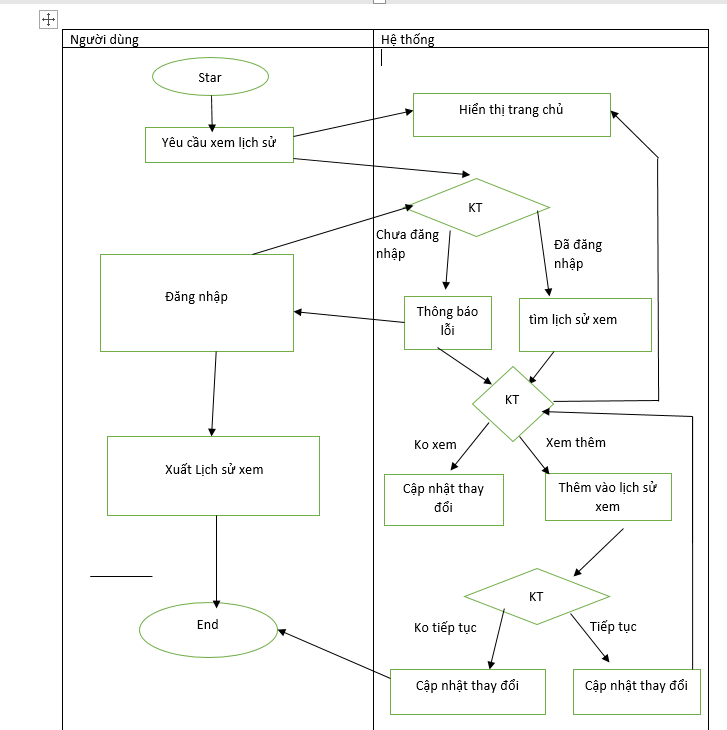 Người dùng
Hệ thống
Star
Hiển thị trang chủ
Yêu cầu xem lịch sử
KT
Chưa đăng
nhập
Đã đăng
nhập
Đăng nhập
Thông báo
lỗi
tìm lịch sử xem
KT
Ko xem
Xem thêm
Xuất Lịch sử xem
Cập nhật thay
đổi
Thêm vào lịch sử
xem
KT
End
Ko tiếp tục
Tiếp tục
Cập nhật thay đổi
Cập nhật thay đổi